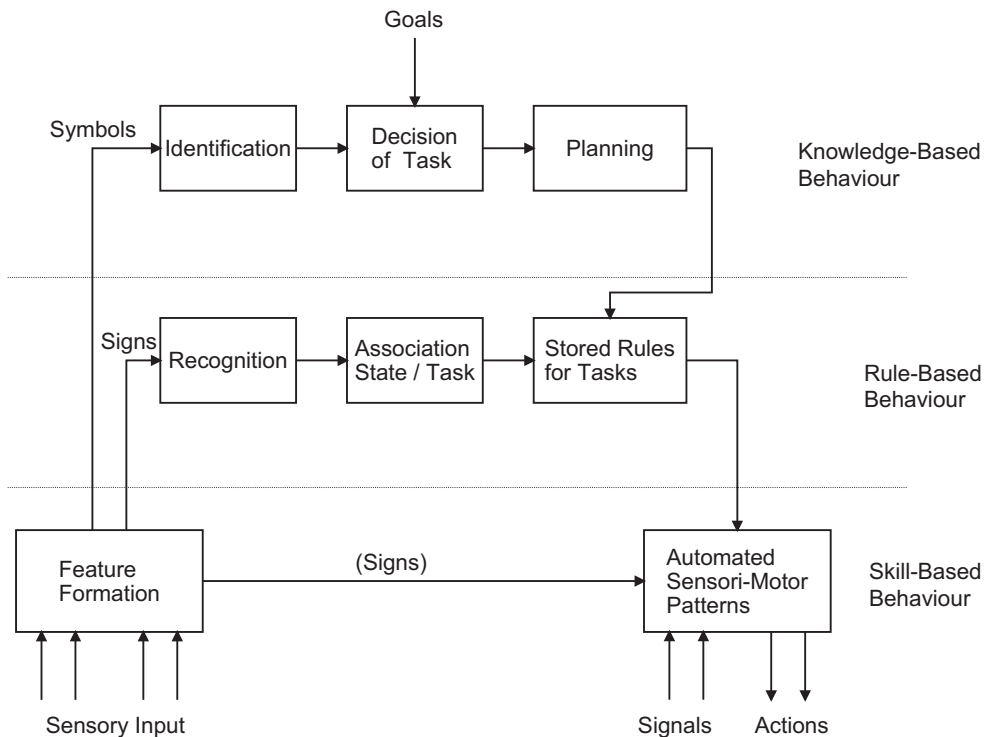 Goals
Symbols
Identification
Decision
of Task
Planning
Knowledge-Based
Behaviour
Signs
Recognition
Association
State / Task
Stored Rules
for Tasks
Rule-Based
Behaviour
Feature
Formation
(Signs)
Automated
Sensori-Motor
Patterns
Skill-Based
Behaviour
Sensory Input
Signals
Actions